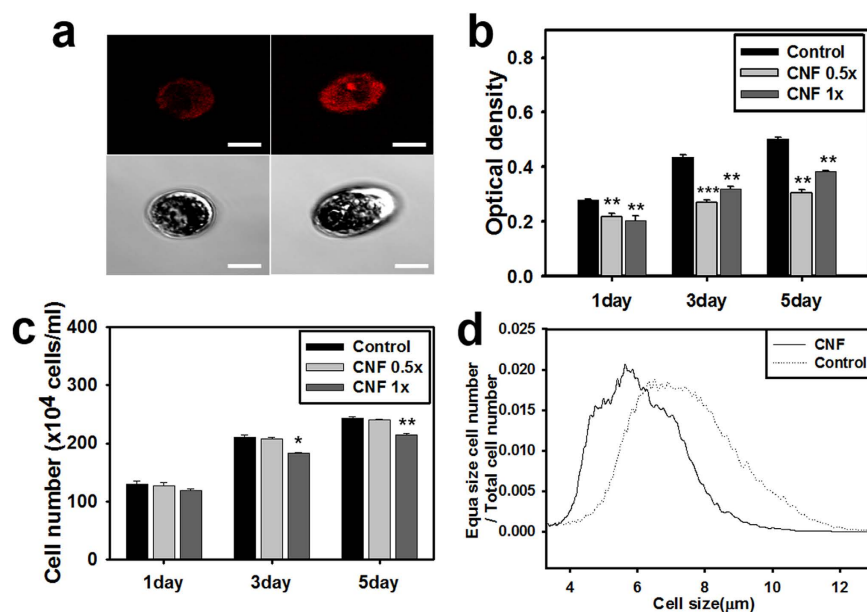 a
b
Optical density
0.8
0.6
0.4
0.2
0.0
Control
CNF 0.5x
CNF 1x
** **
*** **
** **
1day 3day 5day
c
Cell number (x10⁴ cells/ml)
400
300
200
100
0
Control
CNF 0.5x
CNF 1x
*
**
1day 3day 5day
d
Equa size cell number
/ Total cell number
0.025
0.020
0.015
0.010
0.005
0.000
CNF
Control
4 6 8 10 12
Cell size(μm)